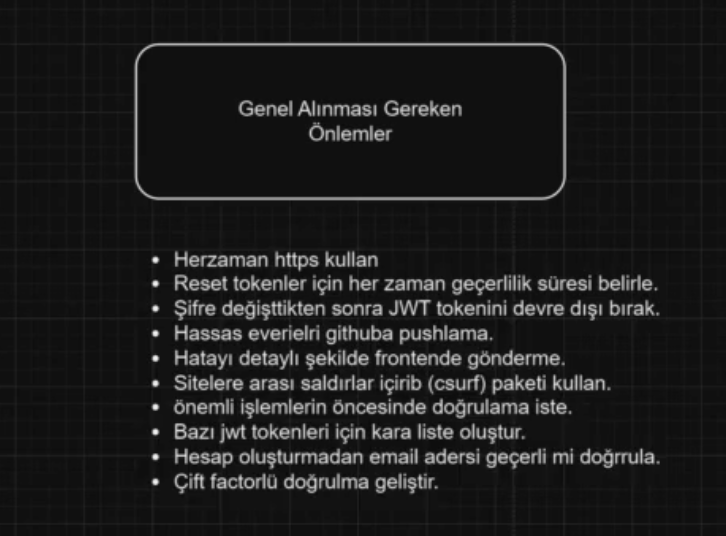 Genel Alınması Gereken
Önlemler
• Herzaman https kullan
• Reset tokenler için her zaman geçerlilik süresi belirle.
• Şifre değişttikten sonra JWT tokenini devre dışı bırak.
• Hassas everielri githuba pushlama.
• Hatayı detaylı şekilde frontende gönderme.
• Sitelere arası saldırlar içirib (csurf) paketi kullan.
• önemli işlemlerin öncesinde doğrulama iste.
• Bazı jwt tokenleri için kara liste oluştur.
• Hesap oluşturmadan email adersi geçerli mi doğrrula.
• Çift factorlü doğrulma geliştir.